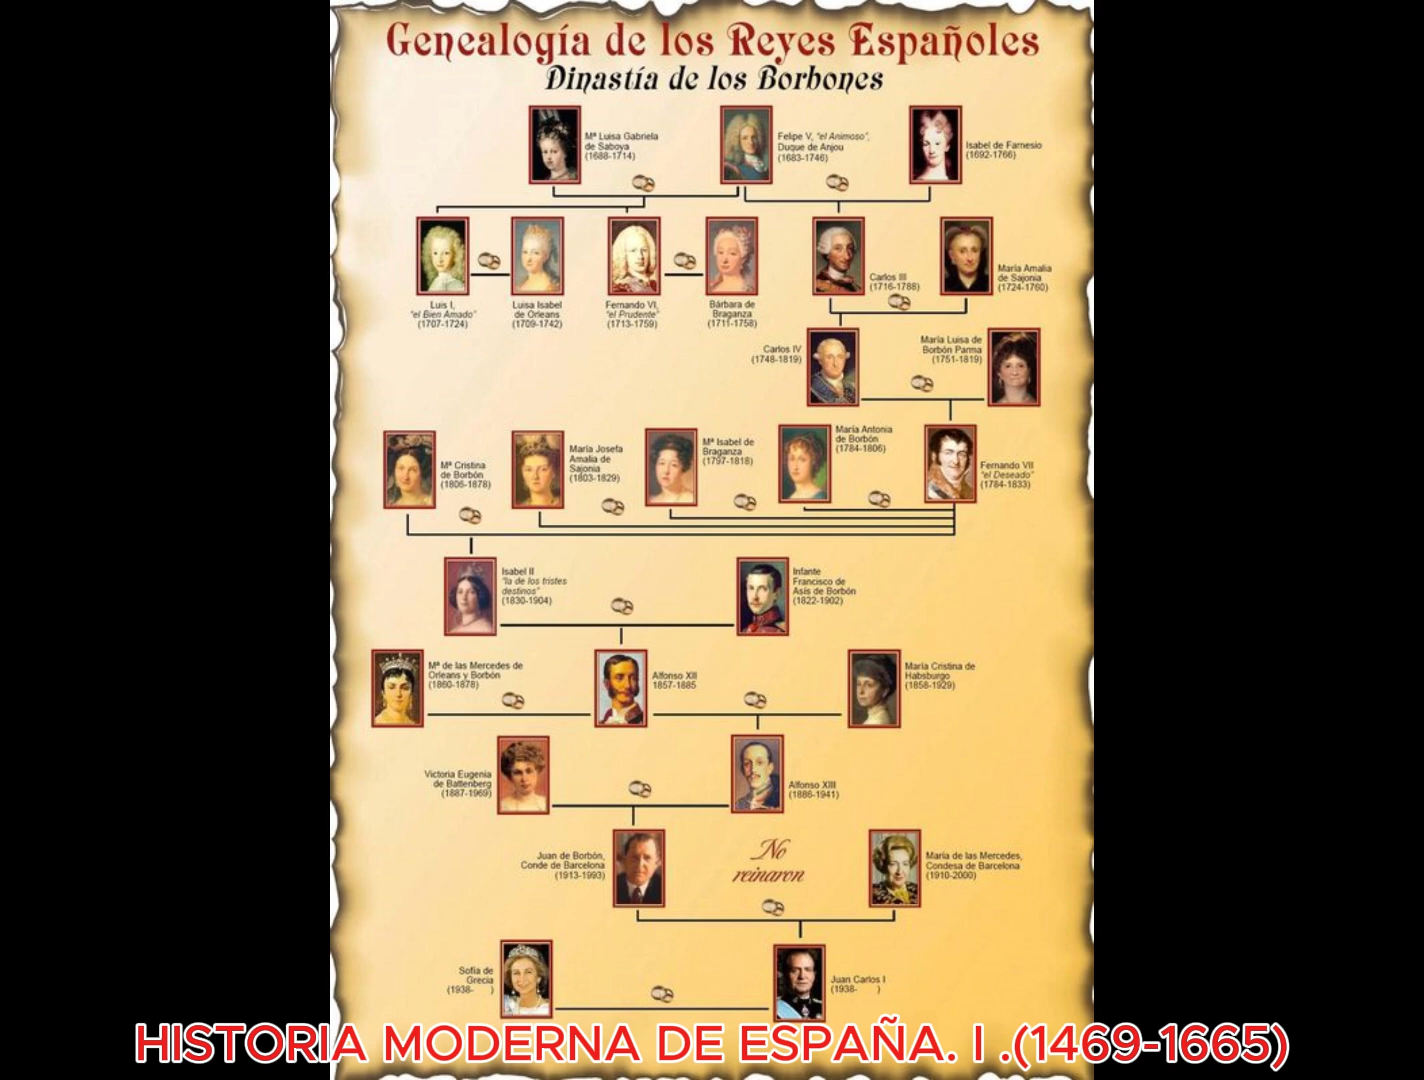 Genealogía de los Reyes Españoles
Dinastía de los Borbones
Mª Luisa Gabriela
de Saboya
(1688-1714)
Felipe V, "el Animoso",
Duque de Anjou
(1683-1746)
Isabel de Farnesio
(1692-1766)
Luis I,
"el Bien Amado"
(1707-1724)
Luisa Isabel
de Orleans
(1709-1742)
Fernando VI,
"el Prudente"
(1713-1759)
Bárbara de
Braganza
(1711-1758)
Carlos III
(1716-1788)
María Amalia
de Sajonia
(1724-1760)
Carlos IV
(1748-1819)
María Luisa de
Borbón Parma
(1751-1819)
Mª Cristina
de Borbón
(1806-1878)
María Josefa
Amalia de
Sajonia
(1803-1829)
Mª Isabel de
Braganza
(1797-1818)
María Antonia
de Borbón
(1784-1806)
Fernando VII
"el Deseado"
(1784-1833)
Isabel II
"la de los tristes
destinos"
(1830-1904)
Infante
Francisco de
Asis de Borbón
(1822-1902)
Mª de las Mercedes de
Orleans y Borbón
(1860-1878)
Alfonso XII
1857-1885
María Cristina de
Habsburgo
(1858-1929)
Victoria Eugenia
de Battenberg
(1887-1969)
Alfonso XIII
(1886-1941)
Juan de Borbón,
Conde de Barcelona
(1913-1993)
No
reinaron
María de las Mercedes,
Condesa de Barcelona
(1910-2000)
Sofía de
Grecia
(1938- )
Juan Carlos I
(1938- )
HISTORIA MODERNA DE ESPAÑA. I .(1469-1665)